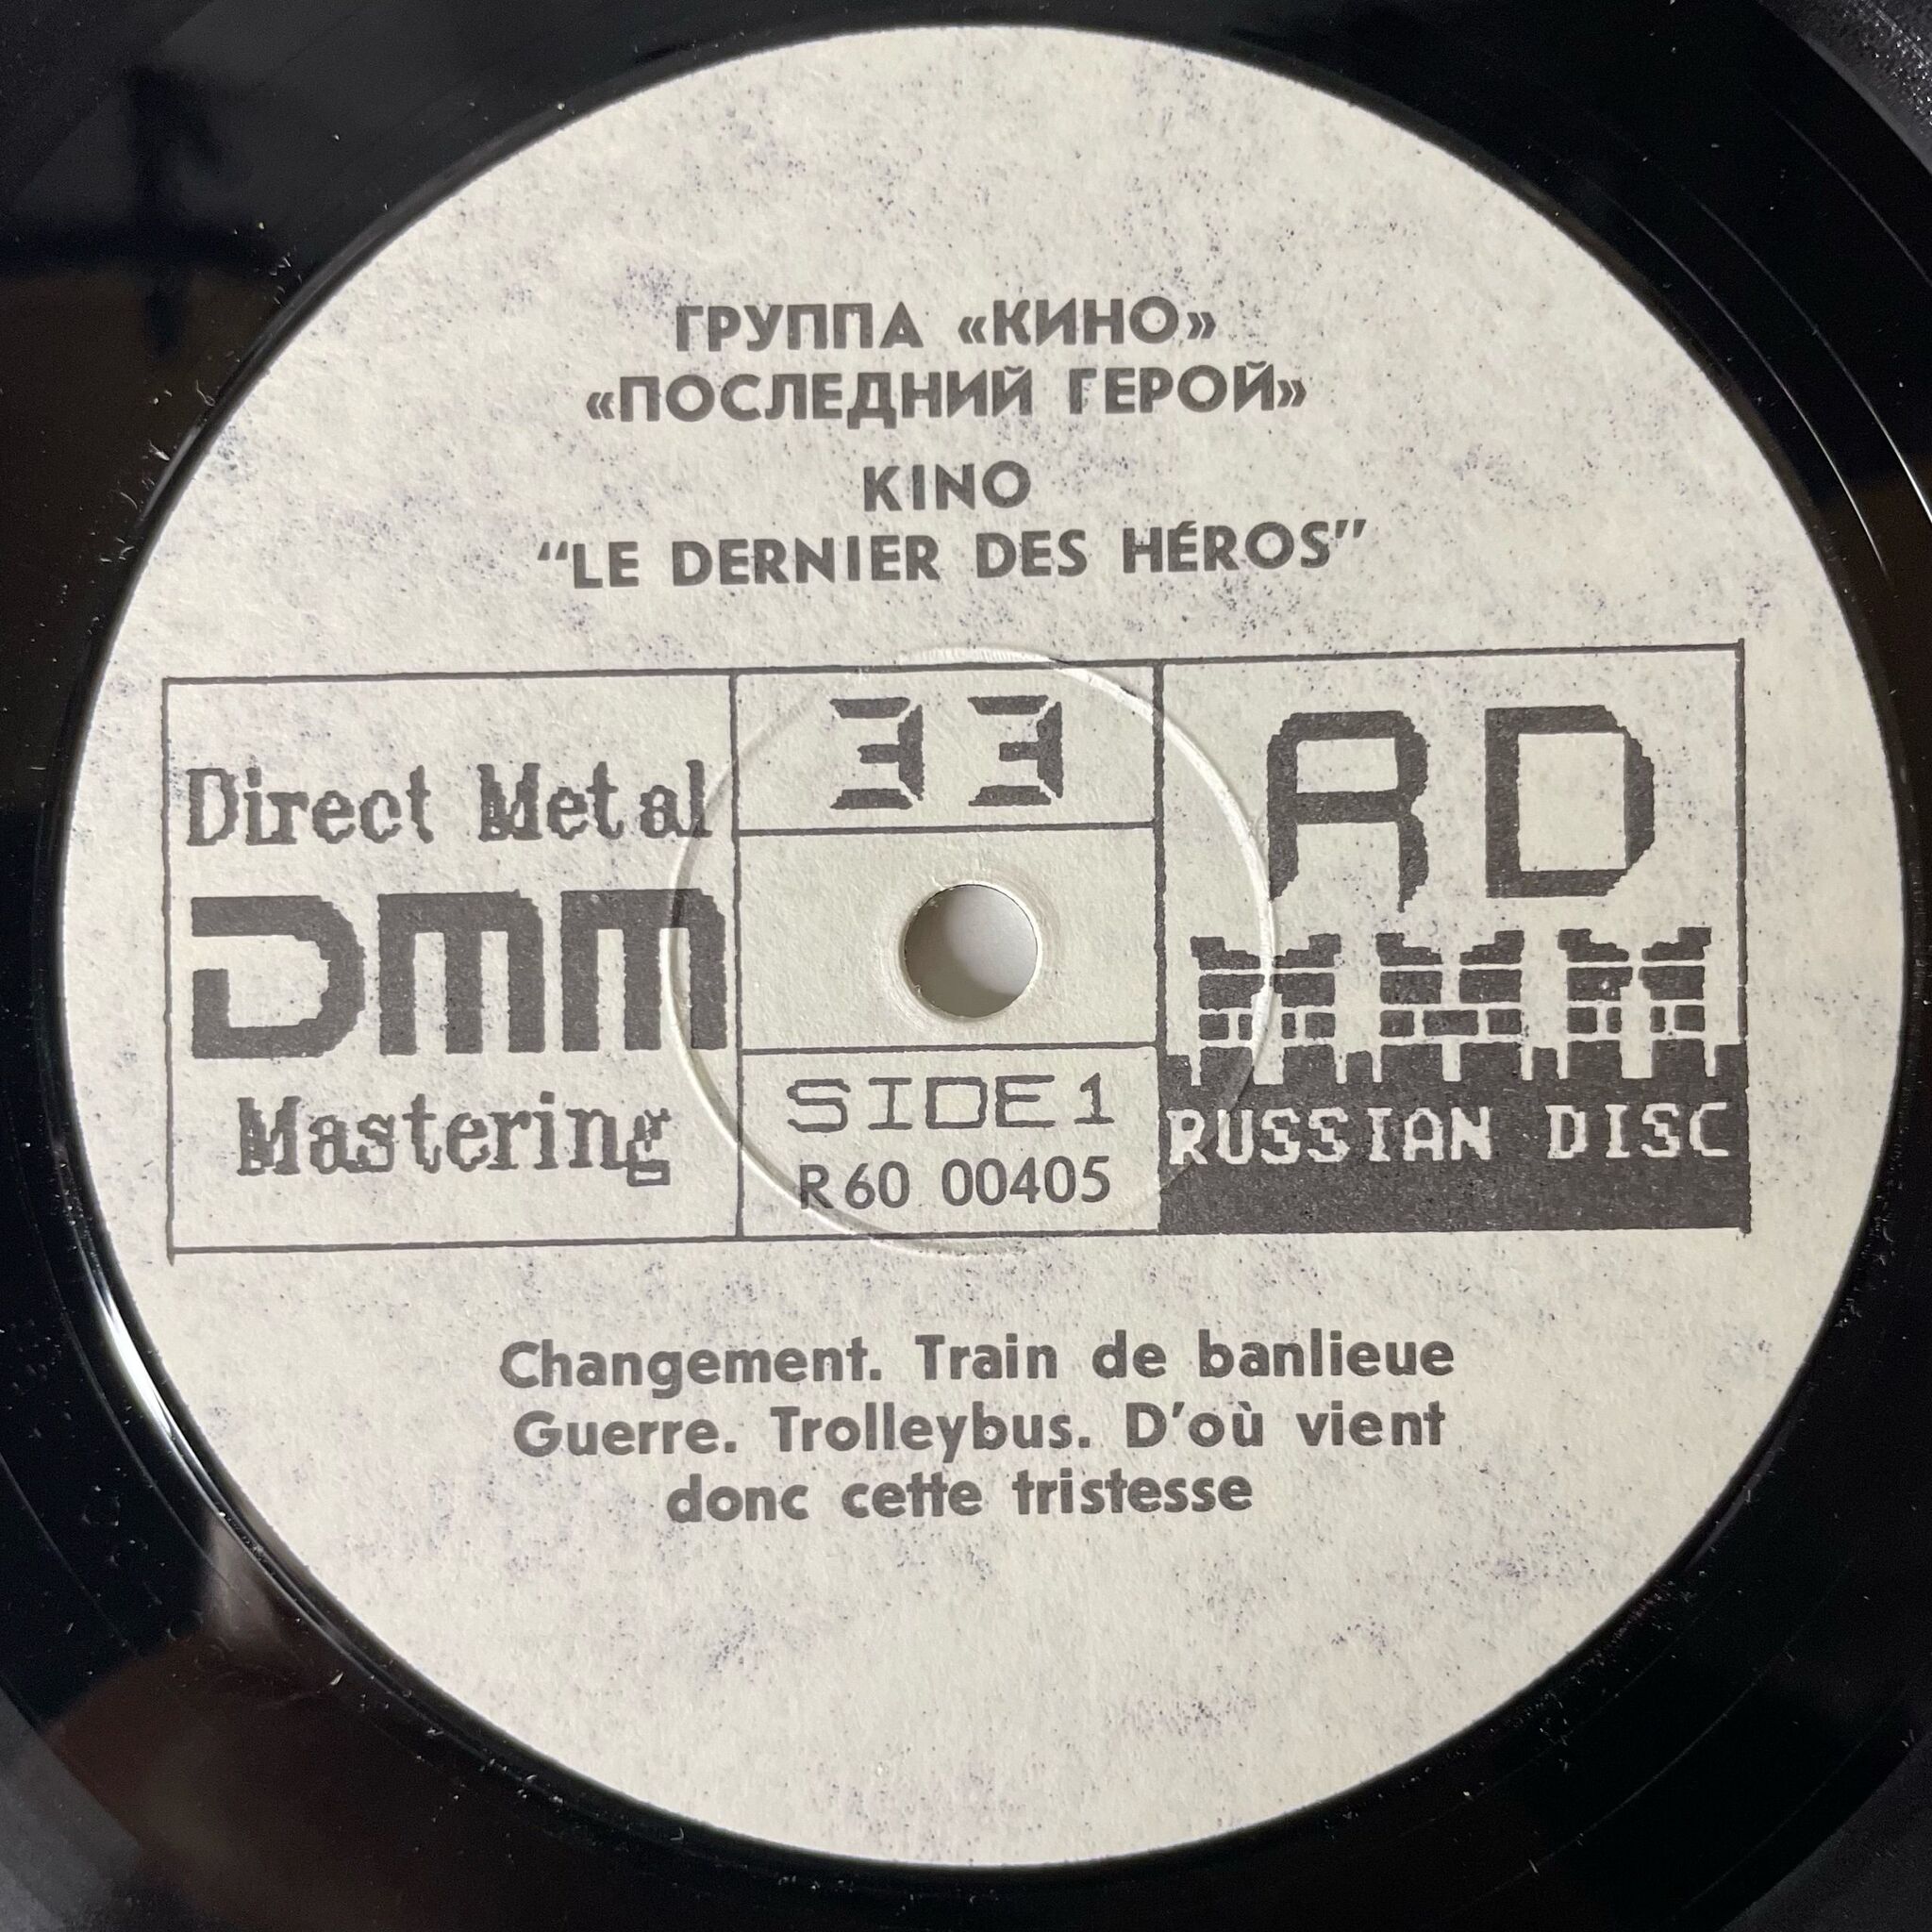 ГРУППА «КИНО»
«ПОСЛЕДНИЙ ГЕРОЙ»
KINO
“LE DERNIER DES HÉROS”
Direct Metal
DMM
Mastering
33
SIDE 1
R 60 00405
RD
RUSSIAN DISC
Changement. Train de banlieue
Guerre. Trolleybus. D'où vient
donc cette tristesse